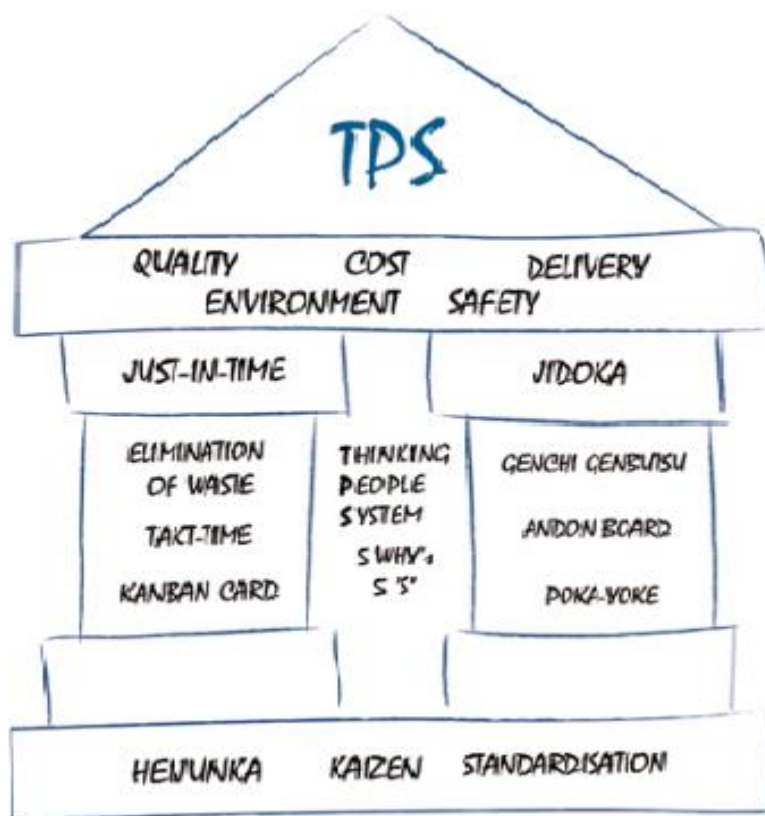 TPS
QUALITY COST DELIVERY
ENVIRONMENT SAFETY
JUST-IN-TIME
JIDOKA
ELIMINATION
OF WASTE
TAKT-TIME
KANBAN CARD
THINKING
PEOPLE
SYSTEM
5 WHY's
5 'S'
GENCHI GENBUTSU
ANDON BOARD
POKA-YOKE
HEIJUNKA KAIZEN STANDARDISATION